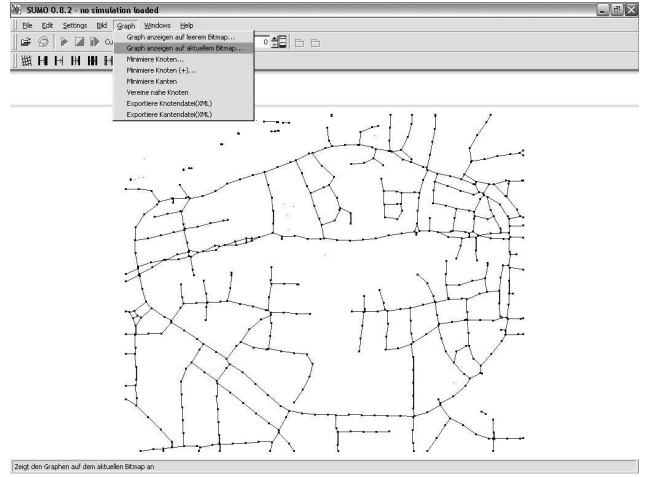 SUMO 0.8.2 - no simulation loaded
File Edit Settings Bild Graph Windows Help
Graph anzeigen auf leerem Bitmap...
Graph anzeigen auf aktuellem Bitmap...
Minimiere Knoten...
Minimiere Knoten (+)...
Minimiere Kanten
Vereine nahe Knoten
Exportiere Knotendatei(XML)
Exportiere Kantendatei(XML)
0
Zeigt den Graphen auf dem aktuellen Bitmap an